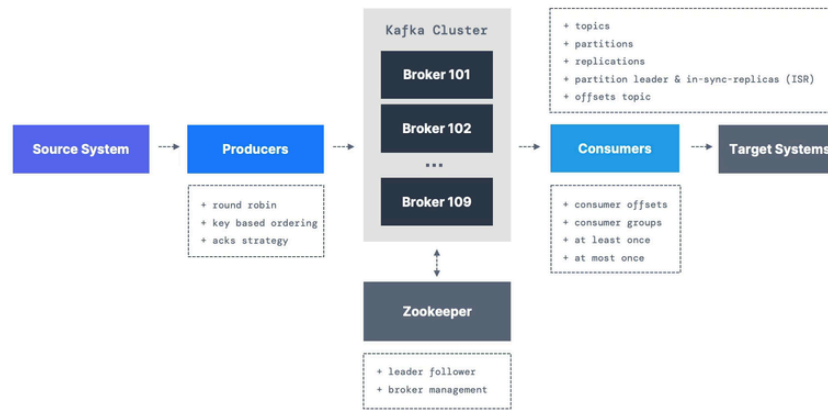 Kafka Cluster
Broker 101
Broker 102
...
Broker 109
+ topics
+ partitions
+ replications
+ partition leader & in-sync-replicas (ISR)
+ offsets topic
Source System
Producers
Consumers
Target Systems
+ round robin
+ key based ordering
+ acks strategy
+ consumer offsets
+ consumer groups
+ at least once
+ at most once
Zookeeper
+ leader follower
+ broker management